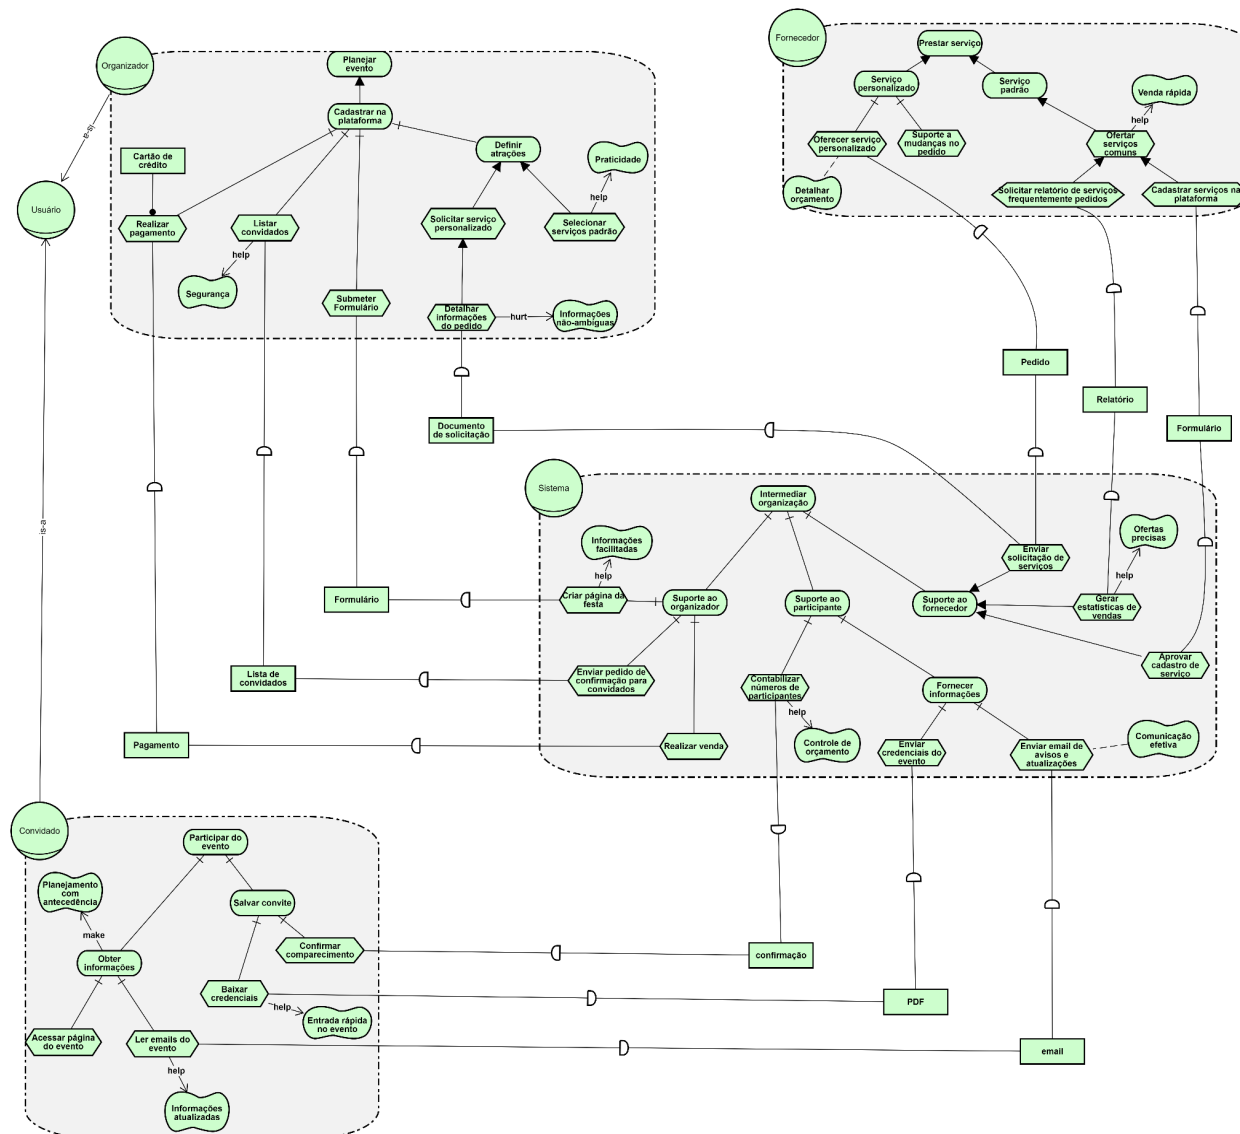 Organizador
Planejar
evento
Cadastrar na
plataforma
Cartão de
crédito
Definir
atrações
Praticidade
help
Realizar
pagamento
Listar
convidados
Solicitar serviço
personalizado
Selecionar
serviços padrão
help
Segurança
Submeter
Formulário
Detalhar
informações
do pedido
hurt
Informações
não-ambíguas
is-a
Usuário
is-a
Fornecedor
Prestar serviço
Serviço
personalizado
Serviço
padrão
Venda rápida
help
Oferecer serviço
personalizado
Suporte a
mudanças no
pedido
Ofertar
serviços
comuns
Detalhar
orçamento
Solicitar relatório de serviços
frequentemente pedidos
Cadastrar serviços na
plataforma
Pedido
Relatório
Formulário
Documento
de solicitação
Sistema
Intermediar
organização
Informações
facilitadas
help
Enviar
solicitação de
serviços
Ofertas
precisas
help
Formulário
Criar página da
festa
Suporte ao
organizador
Suporte ao
participante
Suporte ao
fornecedor
Gerar
estatísticas de
vendas
Aprovar
cadastro de
serviço
Lista de
convidados
Enviar pedido de
confirmação para
convidados
Contabilizar
números de
participantes
Fornecer
informações
help
Pagamento
Realizar venda
Controle de
orçamento
Enviar
credenciais do
evento
Enviar email de
avisos e
atualizações
Comunicação
efetiva
Convidado
Participar do
evento
Planejamento
com
antecedência
Salvar convite
make
Obter
informações
Confirmar
comparecimento
confirmação
Baixar
credenciais
help
Entrada rápida
no evento
PDF
Acessar página
do evento
Ler emails do
evento
email
help
Informações
atualizadas